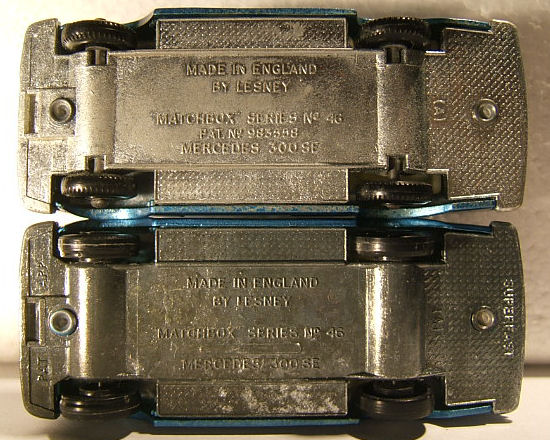 MADE IN ENGLAND
BY LESNEY
"MATCHBOX" SERIES Nº 46
PAT. Nº 983558
MERCEDES 300 SE
MADE IN ENGLAND
BY LESNEY
"MATCHBOX" SERIES Nº 46
MERCEDES 300 SE
SUPERFAST